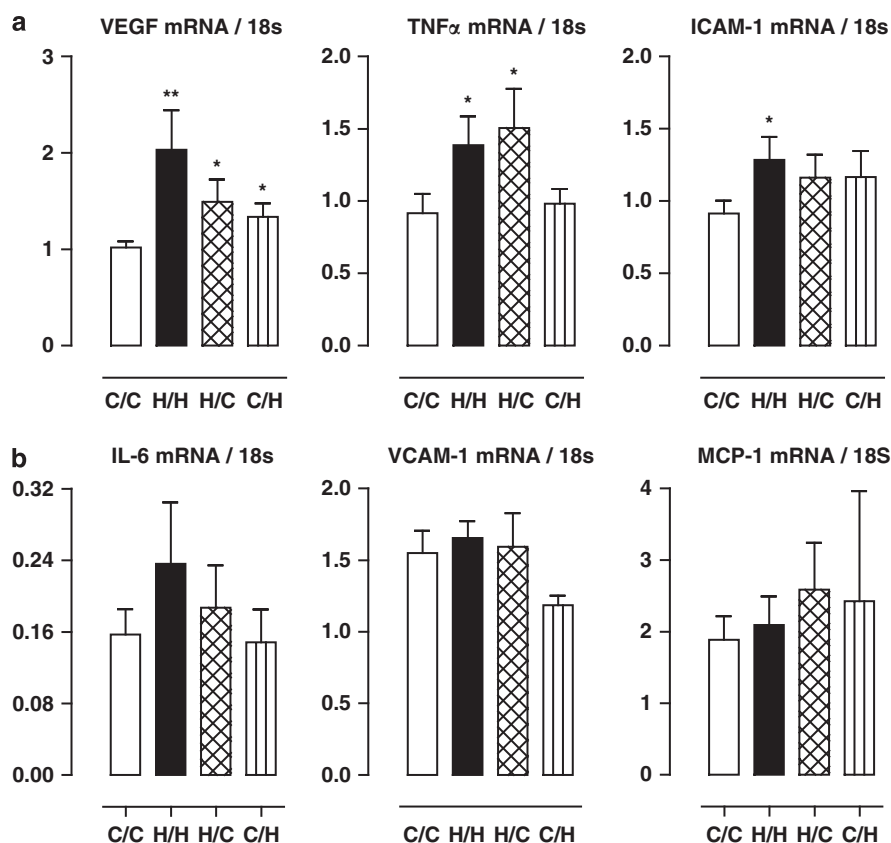 a
VEGF mRNA / 18s
3
2
1
0
**
*
*
C/C H/H H/C C/H
TNFα mRNA / 18s
2.0
1.5
1.0
0.5
0.0
*
*
C/C H/H H/C C/H
ICAM-1 mRNA / 18s
2.0
1.5
1.0
0.5
0.0
*
C/C H/H H/C C/H
b
IL-6 mRNA / 18s
0.32
0.24
0.16
0.08
0.00
C/C H/H H/C C/H
VCAM-1 mRNA / 18s
2.0
1.5
1.0
0.5
0.0
C/C H/H H/C C/H
MCP-1 mRNA / 18S
4
3
2
1
0
C/C H/H H/C C/H